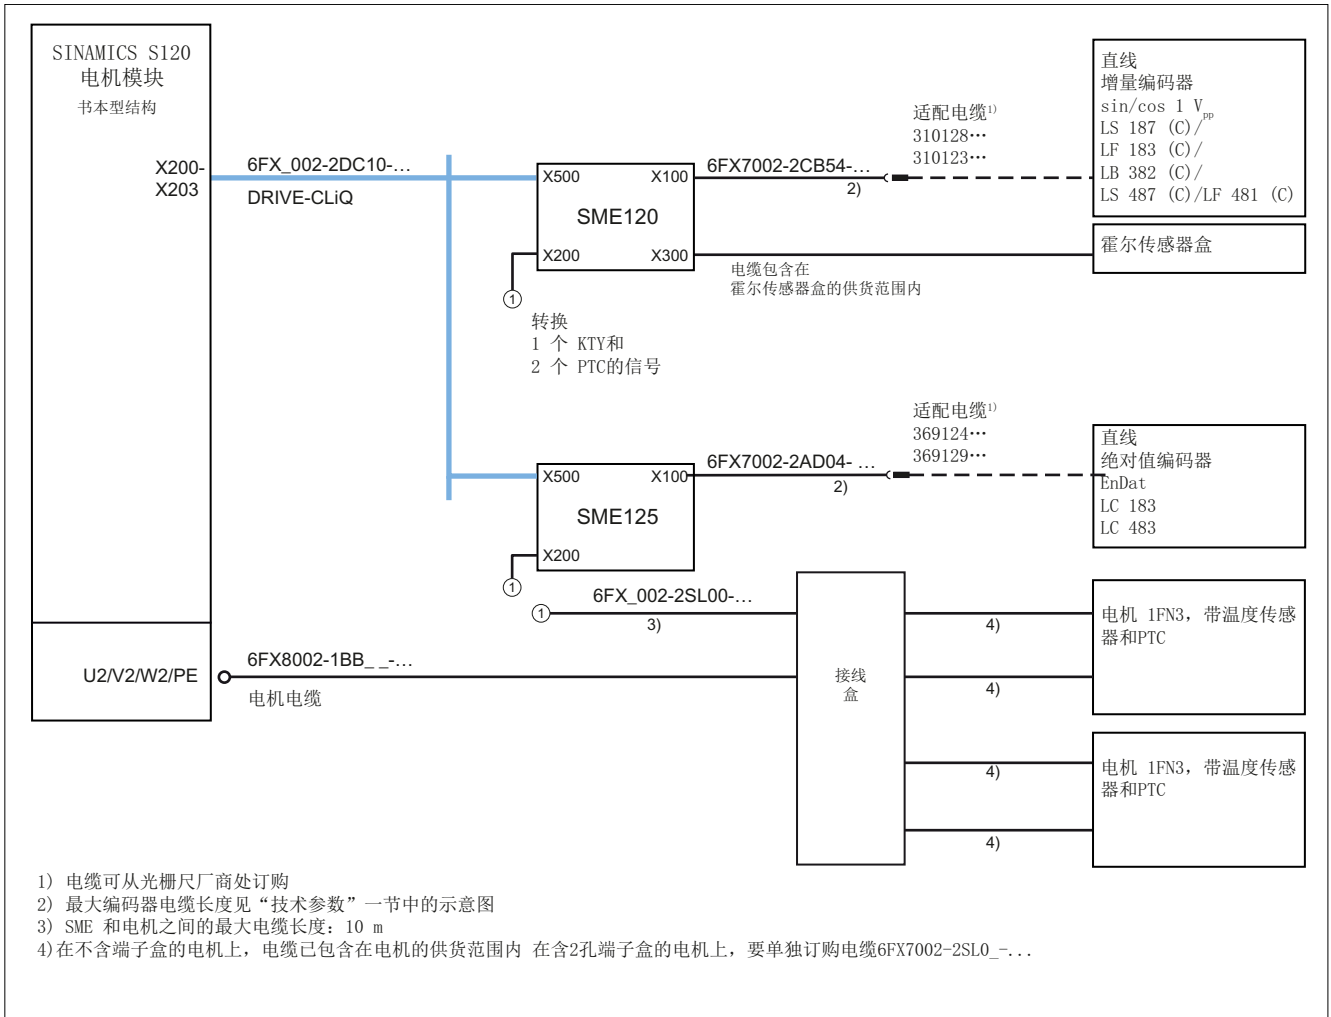 SINAMICS S120
电机模块
书本型结构
X200-
X203
6FX_002-2DC10-...
DRIVE-CLiQ
X500
X100
SME120
X200
X300
1
转换
1 个 KTY和
2 个 PTC的信号
6FX7002-2CB54-...
2)
适配电缆1)
310128···
310123···
直线
增量编码器
sin/cos 1 Vpp
LS 187 (C)/
LF 183 (C)/
LB 382 (C)/
LS 487 (C)/LF 481 (C)
霍尔传感器盒
电缆包含在
霍尔传感器盒的供货范围内
X500
X100
SME125
X200
1
6FX7002-2AD04- ...
2)
适配电缆1)
369124···
369129···
直线
绝对值编码器
EnDat
LC 183
LC 483
1
6FX_002-2SL00-...
3)
U2/V2/W2/PE
6FX8002-1BB_ _-...
电机电缆
接线
盒
4)
4)
4)
4)
电机 1FN3, 带温度传感
器和PTC
电机 1FN3, 带温度传感
器和PTC
1) 电缆可从光栅尺厂商处订购
2) 最大编码器电缆长度见“技术参数”一节中的示意图
3) SME 和电机之间的最大电缆长度: 10 m
4)在不含端子盒的电机上, 电缆已包含在电机的供货范围内 在含2孔端子盒的电机上, 要单独订购电缆6FX7002-2SL0_-...